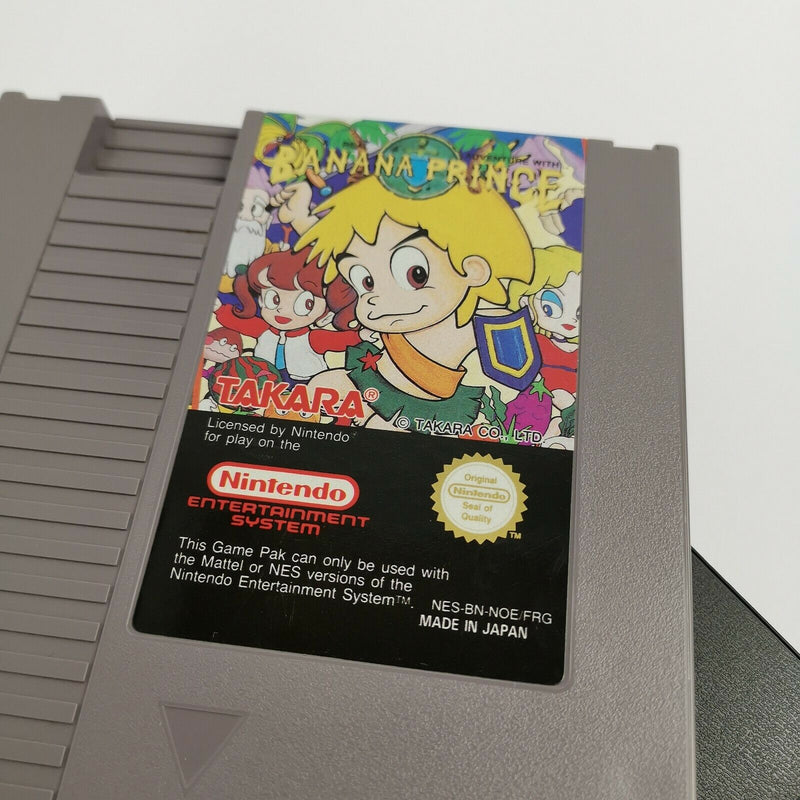 ADVENTURE WITH
BANANA PRINCE
TAKARA®
© TAKARA CO., LTD.
Licensed by Nintendo
for play on the
Nintendo
ENTERTAINMENT
SYSTEM
Original
Nintendo
Seal of
Quality
TM
This Game Pak can only be used with
the Mattel or NES versions of the
Nintendo Entertainment System™.
NES-BN-NOE/FRG
MADE IN JAPAN